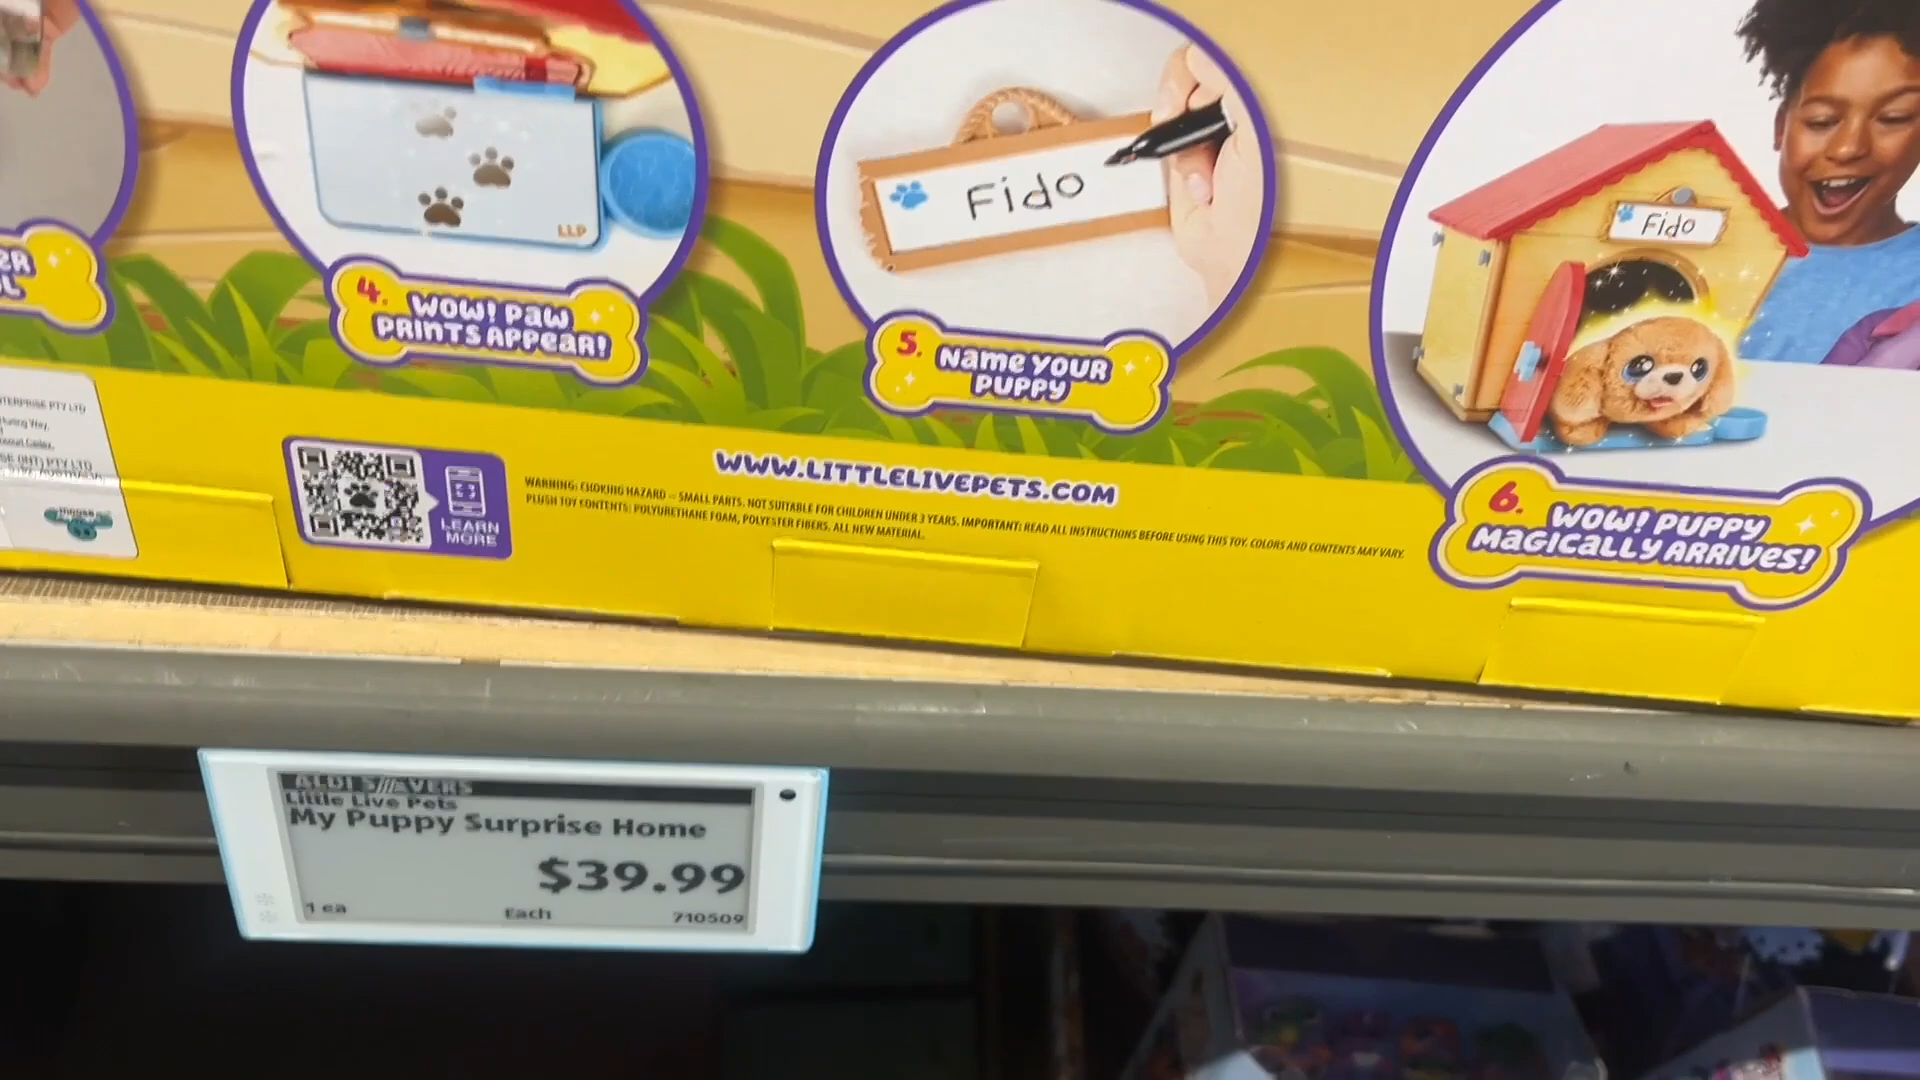 4. WOW! PAW
PRINTS APPEAR!
LLP
Fido
5. NAME YOUR
PUPPY
Fido
6. WOW! PUPPY
MAGICALLY ARRIVES!
LEARN
MORE
WWW.LITTLELIVEPETS.COM
WARNING: CHOKING HAZARD – SMALL PARTS. NOT SUITABLE FOR CHILDREN UNDER 3 YEARS. IMPORTANT: READ ALL INSTRUCTIONS BEFORE USING THIS TOY. COLORS AND CONTENTS MAY VARY.
PLUSH TOY CONTENTS: POLYURETHANE FOAM, POLYESTER FIBERS. ALL NEW MATERIAL.
moose
ALDI SAVERS
Little Live Pets
My Puppy Surprise Home
$39.99
1 ea Each 710509